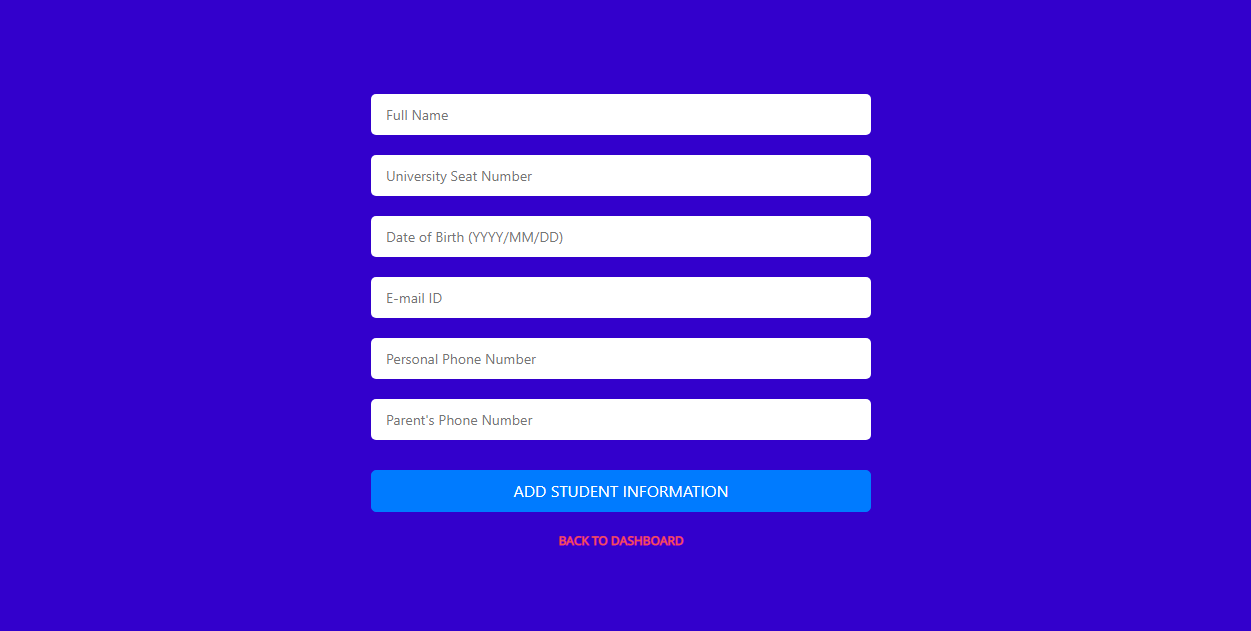 Full Name
University Seat Number
Date of Birth (YYYY/MM/DD)
E-mail ID
Personal Phone Number
Parent's Phone Number
ADD STUDENT INFORMATION
BACK TO DASHBOARD